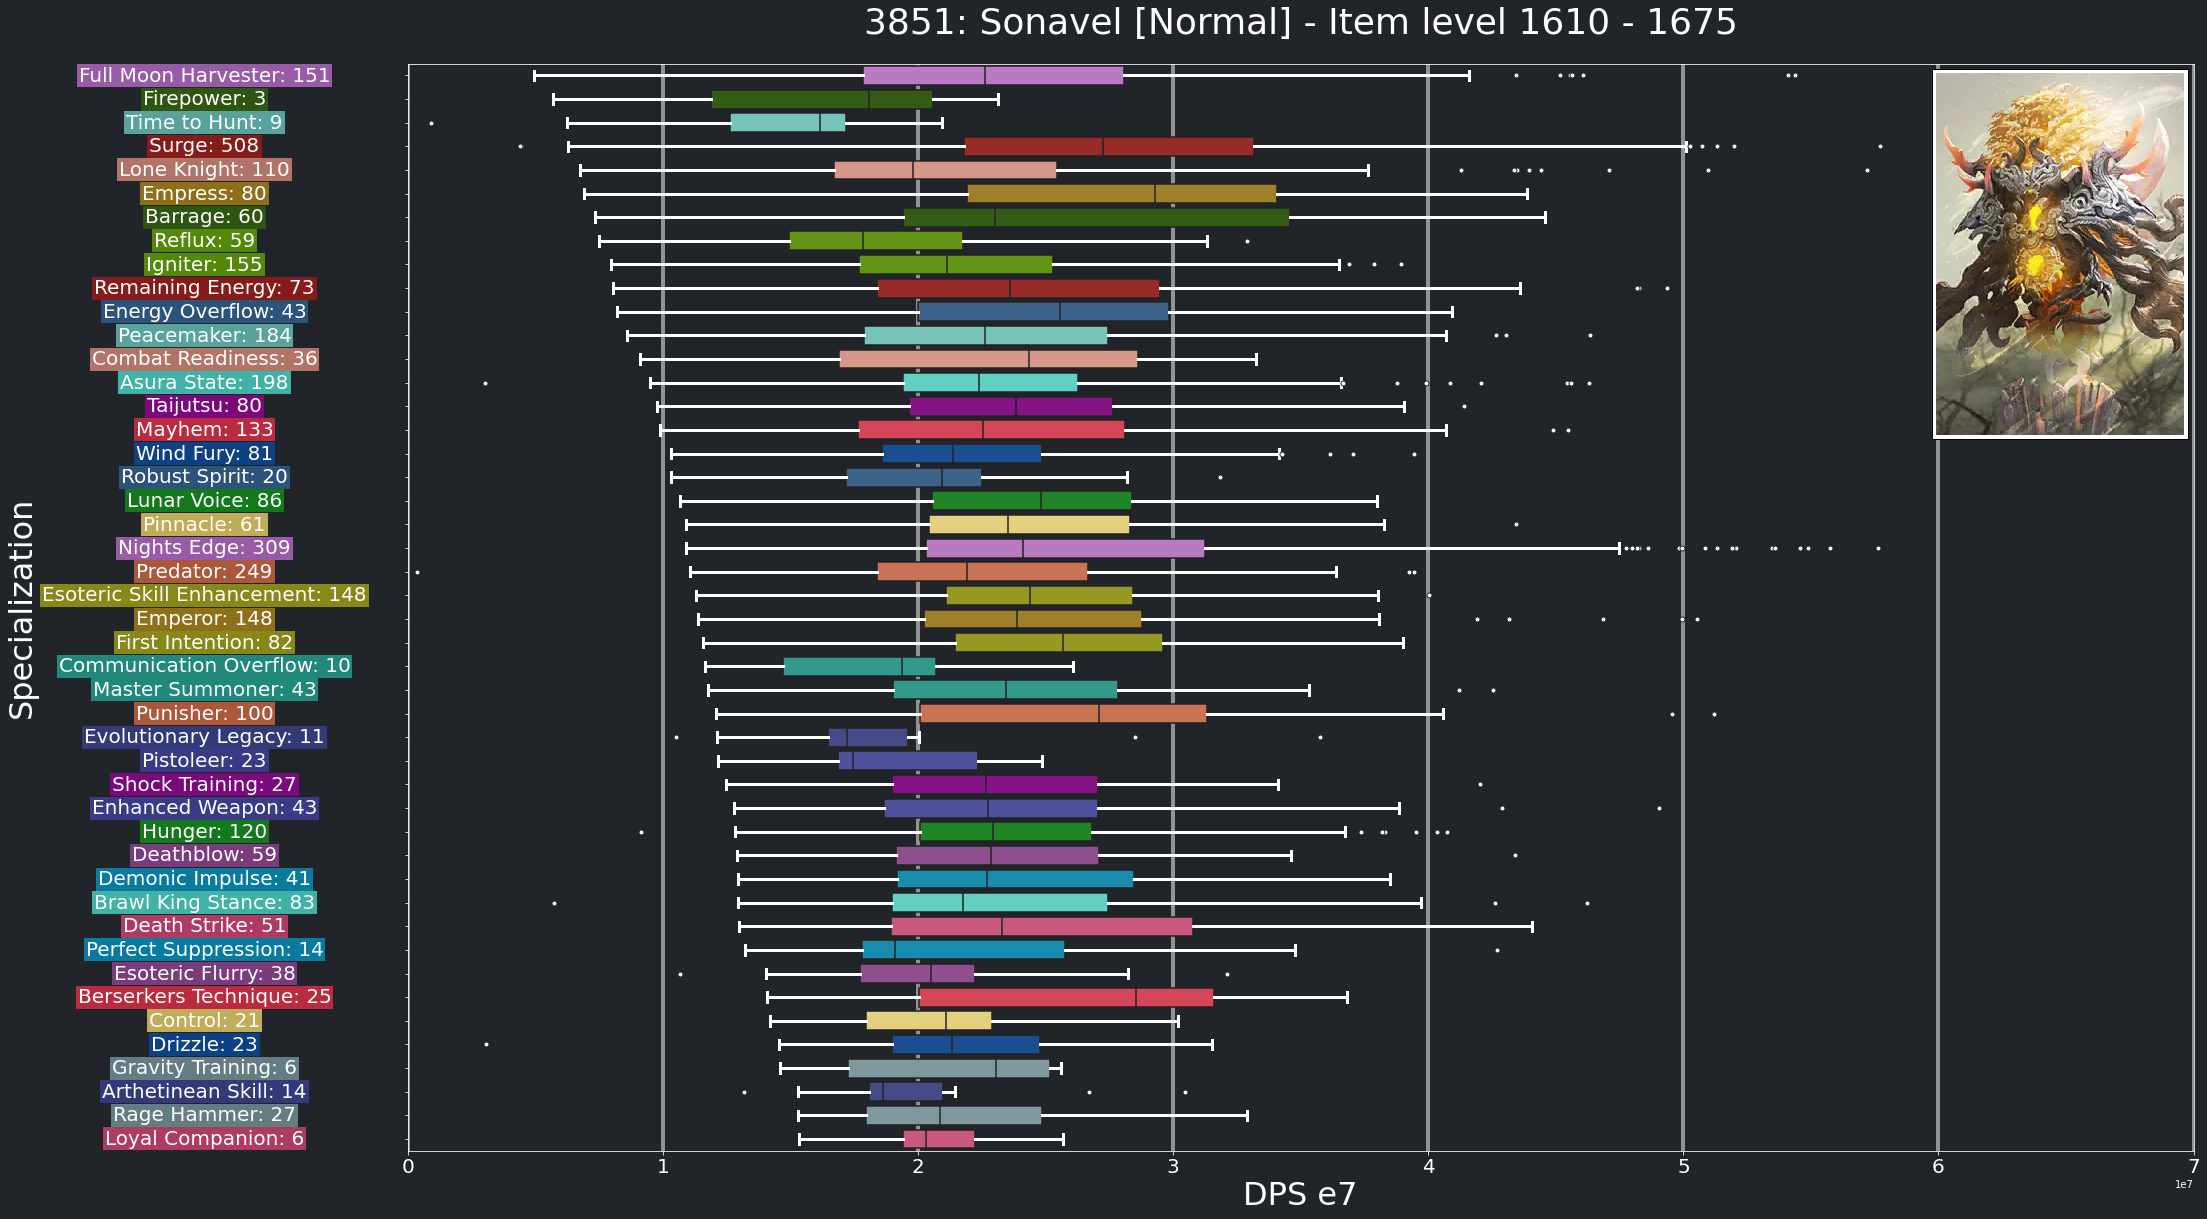 3851: Sonavel [Normal] - Item level 1610 - 1675
Full Moon Harvester: 151
Firepower: 3
Time to Hunt: 9
Surge: 508
Lone Knight: 110
Empress: 80
Barrage: 60
Reflux: 59
Igniter: 155
Remaining Energy: 73
Energy Overflow: 43
Peacemaker: 184
Combat Readiness: 36
Asura State: 198
Taijutsu: 80
Mayhem: 133
Wind Fury: 81
Robust Spirit: 20
Lunar Voice: 86
Pinnacle: 61
Nights Edge: 309
Predator: 249
Esoteric Skill Enhancement: 148
Emperor: 148
First Intention: 82
Communication Overflow: 10
Master Summoner: 43
Punisher: 100
Evolutionary Legacy: 11
Pistoleer: 23
Shock Training: 27
Enhanced Weapon: 43
Hunger: 120
Deathblow: 59
Demonic Impulse: 41
Brawl King Stance: 83
Death Strike: 51
Perfect Suppression: 14
Esoteric Flurry: 38
Berserkers Technique: 25
Control: 21
Drizzle: 23
Gravity Training: 6
Arthetinean Skill: 14
Rage Hammer: 27
Loyal Companion: 6
Specialization
0 1 2 3 4 5 6 7
1e7
DPS e7